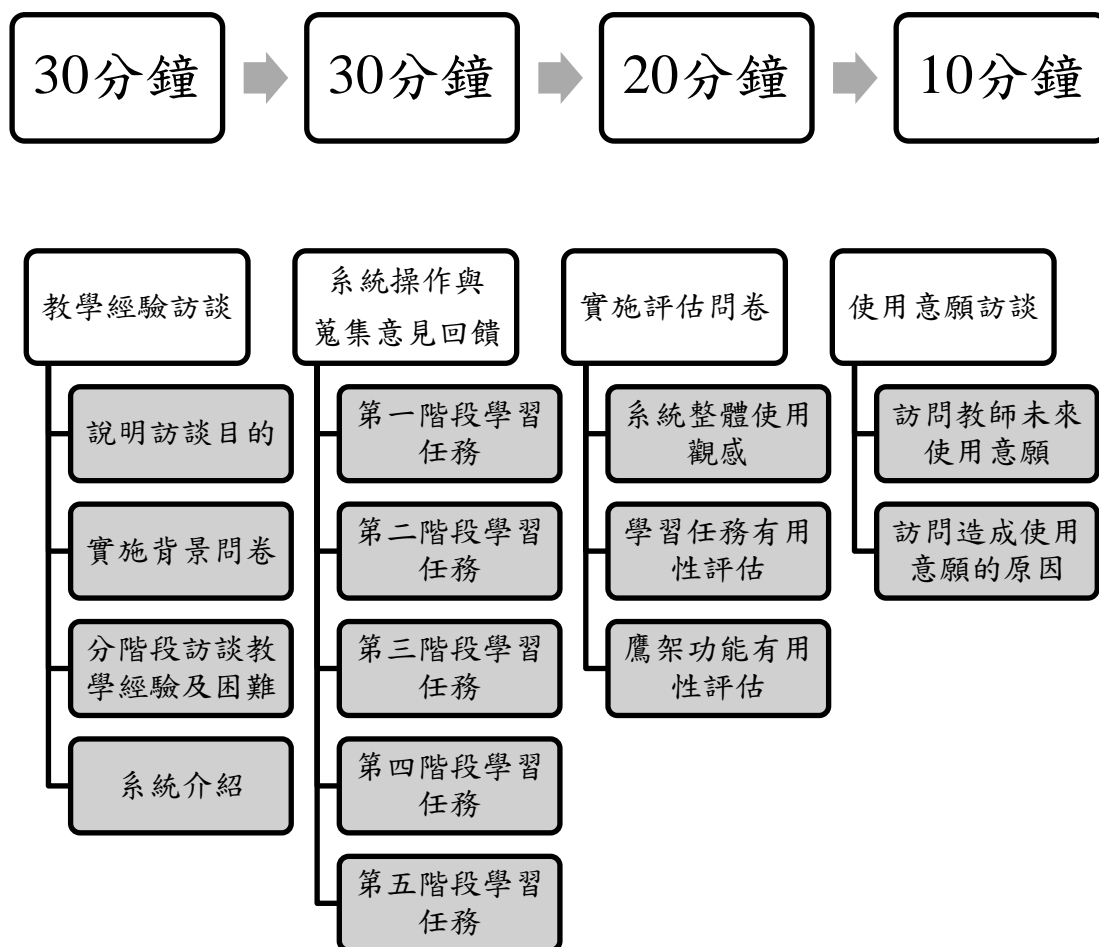 30分鐘
30分鐘
20分鐘
10分鐘
教學經驗訪談
說明訪談目的
實施背景問卷
分階段訪談教
學經驗及困難
系統介紹
系統操作與
蒐集意見回饋
第一階段學習
任務
第二階段學習
任務
第三階段學習
任務
第四階段學習
任務
第五階段學習
任務
實施評估問卷
系統整體使用
觀感
學習任務有用
性評估
鷹架功能有用
性評估
使用意願訪談
訪問教師未來
使用意願
訪問造成使用
意願的原因